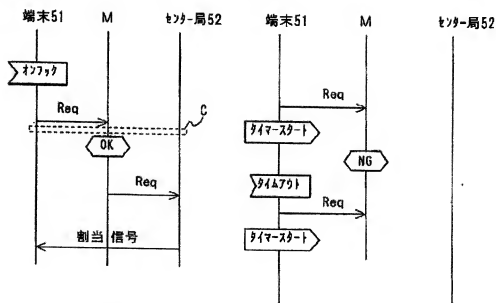 端末51 M センター局52
オンフック
Req
C
OK
Req
割当信号
端末51 M センター局52
Req
タイマースタート
NG
タイムアウト
Req
タイマースタート